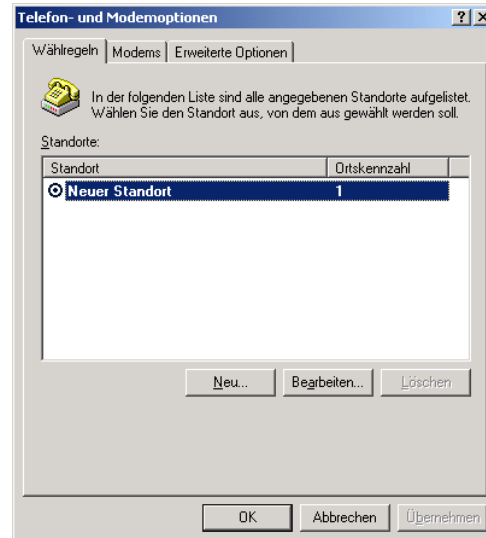 Telefon- und Modemoptionen
Wählregeln Modems Erweiterte Optionen
In der folgenden Liste sind alle angegebenen Standorte aufgelistet.
Wählen Sie den Standort aus, von dem aus gewählt werden soll.
Standorte:
Standort Ortskennzahl
Neuer Standort 1
Neu... Bearbeiten... Löschen
OK Abbrechen Übernehmen